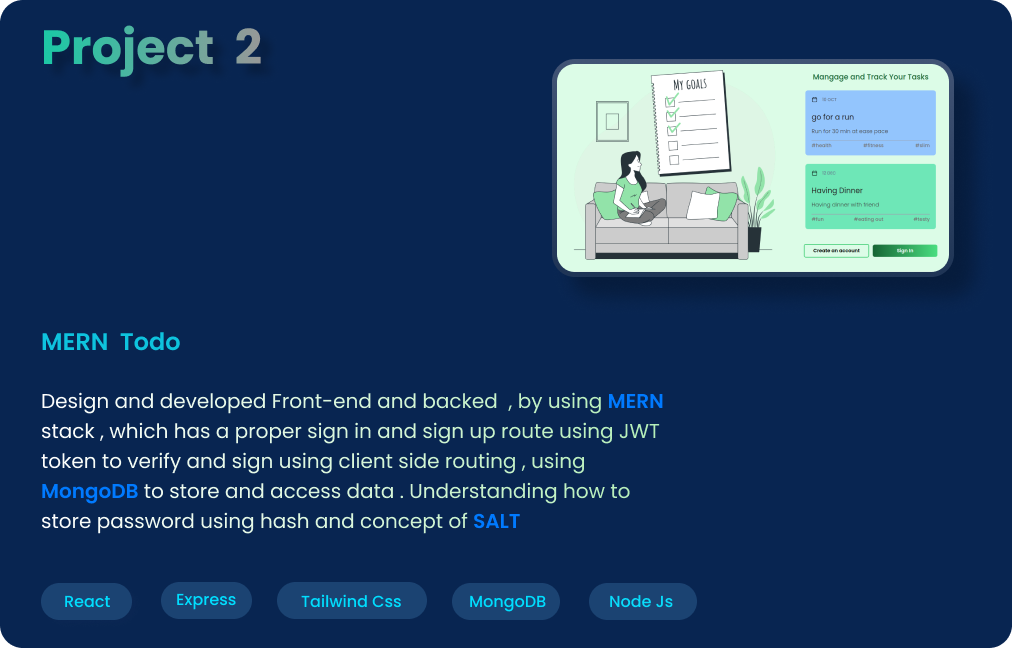 Project 2
MY GOALS
Mangage and Track Your Tasks
go for a run
Run for 30 min at ease pace
#health #fitness #slim
Having Dinner
Having dinner with friend
#fun #eating out #tasty
Create an account Sign in
MERN Todo
Design and developed Front-end and backed , by using MERN
stack , which has a proper sign in and sign up route using JWT
token to verify and sign using client side routing , using
MongoDB to store and access data . Understanding how to
store password using hash and concept of SALT
React Express Tailwind Css MongoDB Node Js